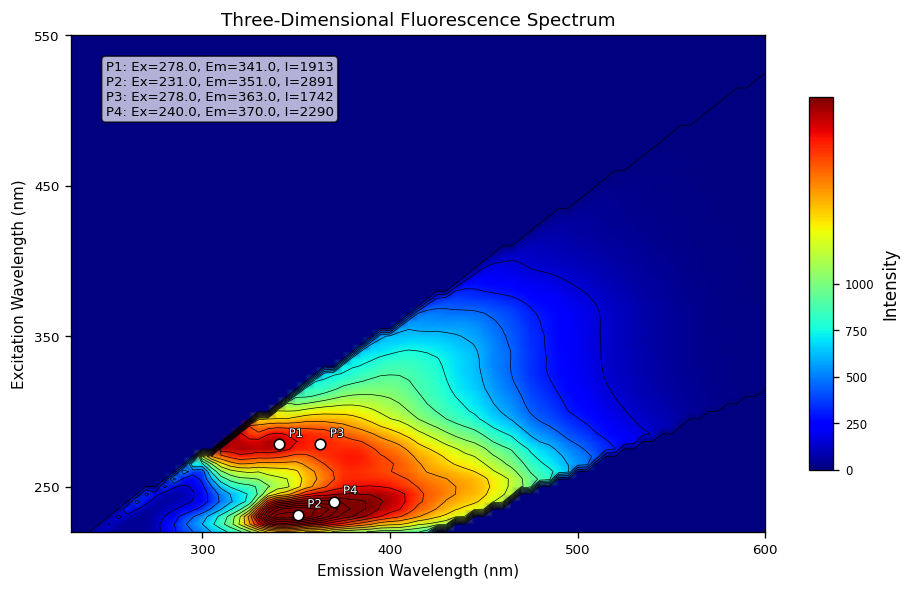 Three-Dimensional Fluorescence Spectrum
550
450
350
250
Excitation Wavelength (nm)
P1: Ex=278.0, Em=341.0, I=1913
P2: Ex=231.0, Em=351.0, I=2891
P3: Ex=278.0, Em=363.0, I=1742
P4: Ex=240.0, Em=370.0, I=2290
P1
P3
P4
P2
300
400
500
600
Emission Wavelength (nm)
1000
750
500
250
0
Intensity